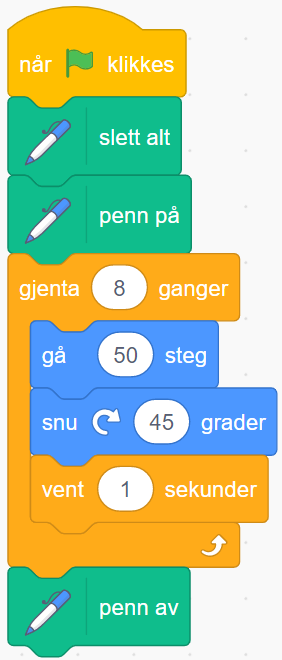 når klikkes
slett alt
penn på
gjenta 8 ganger
gå 50 steg
snu 45 grader
vent 1 sekunder
penn av